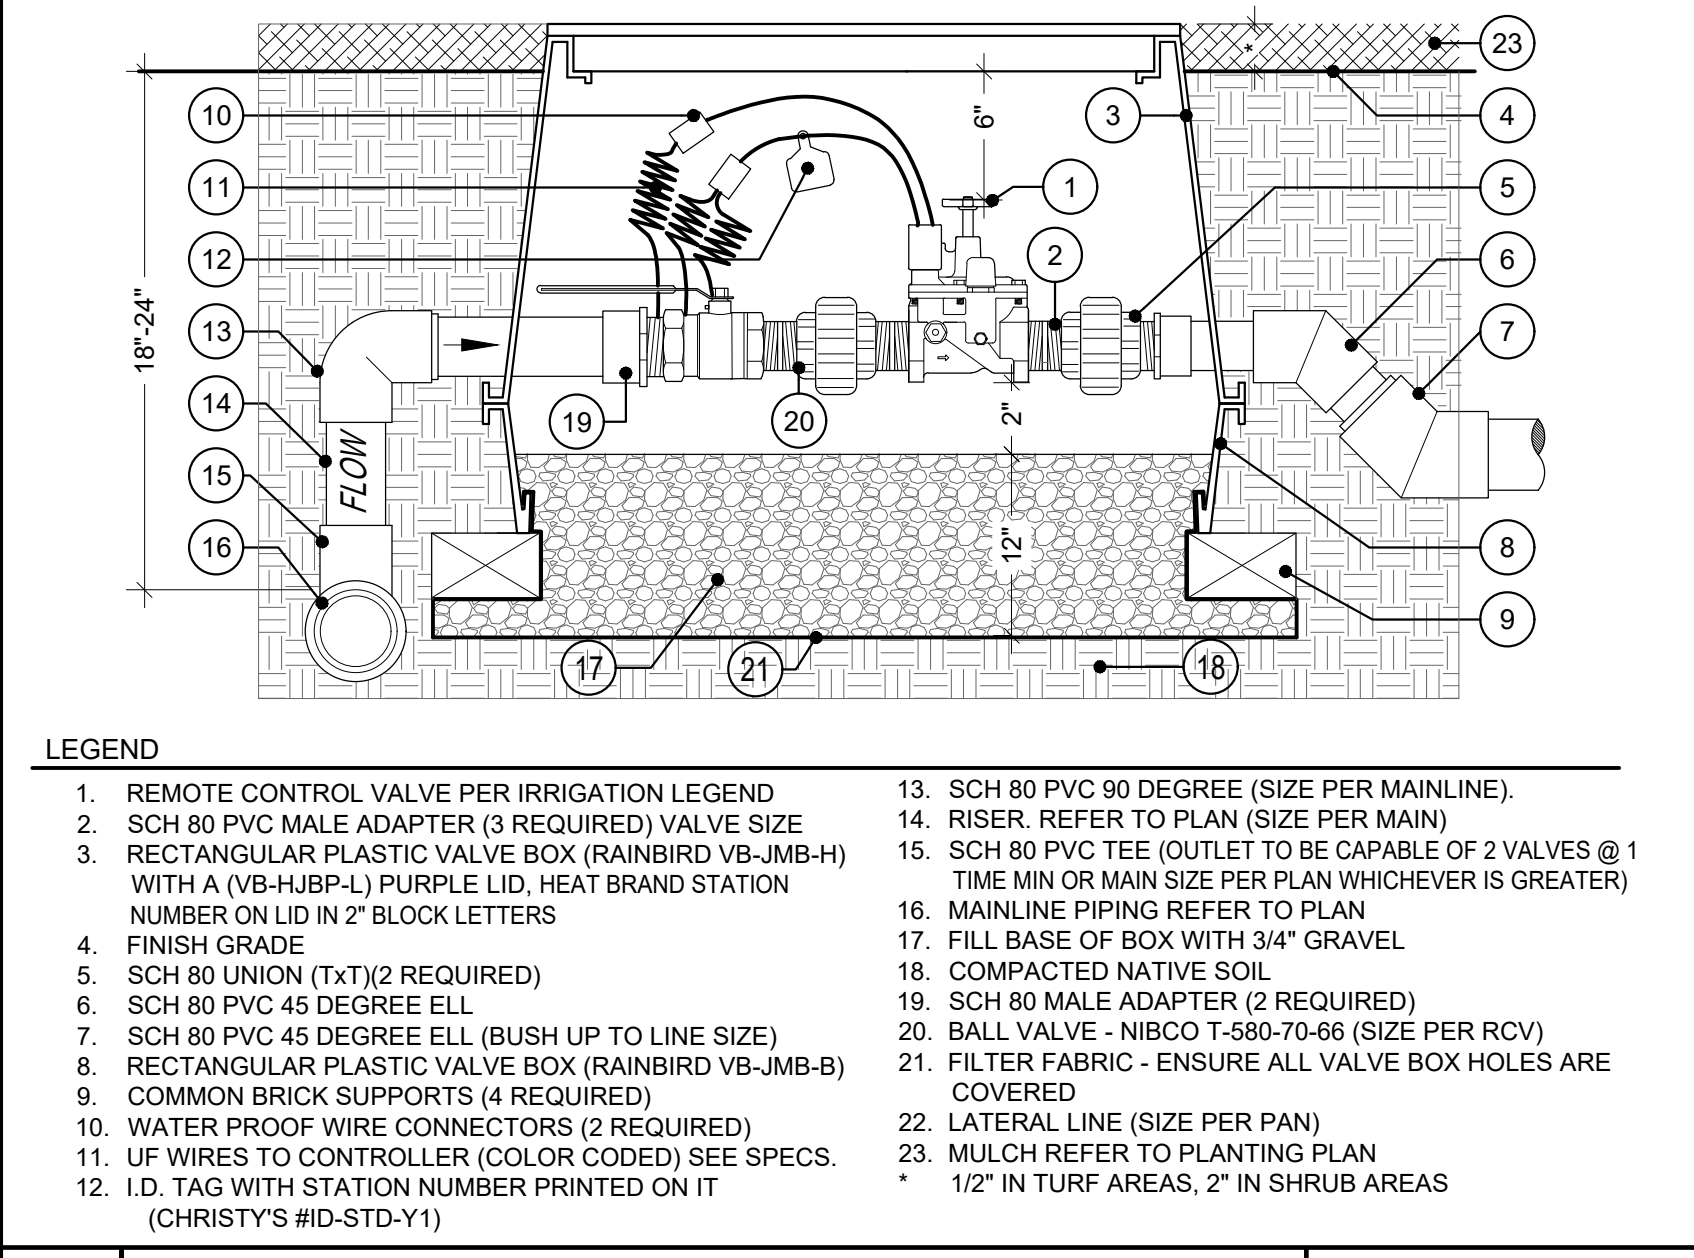 23
*
10
6"
3
4
11
1
5
12
2
6
18"-24"
13
7
14
19
20
2"
FLOW
15
12"
8
16
9
17
21
18
LEGEND
1. REMOTE CONTROL VALVE PER IRRIGATION LEGEND
2. SCH 80 PVC MALE ADAPTER (3 REQUIRED) VALVE SIZE
3. RECTANGULAR PLASTIC VALVE BOX (RAINBIRD VB-JMB-H)
WITH A (VB-HJBP-L) PURPLE LID, HEAT BRAND STATION
NUMBER ON LID IN 2" BLOCK LETTERS
4. FINISH GRADE
5. SCH 80 UNION (TxT)(2 REQUIRED)
6. SCH 80 PVC 45 DEGREE ELL
7. SCH 80 PVC 45 DEGREE ELL (BUSH UP TO LINE SIZE)
8. RECTANGULAR PLASTIC VALVE BOX (RAINBIRD VB-JMB-B)
9. COMMON BRICK SUPPORTS (4 REQUIRED)
10. WATER PROOF WIRE CONNECTORS (2 REQUIRED)
11. UF WIRES TO CONTROLLER (COLOR CODED) SEE SPECS.
12. I.D. TAG WITH STATION NUMBER PRINTED ON IT
(CHRISTY'S #ID-STD-Y1)
13. SCH 80 PVC 90 DEGREE (SIZE PER MAINLINE).
14. RISER. REFER TO PLAN (SIZE PER MAIN)
15. SCH 80 PVC TEE (OUTLET TO BE CAPABLE OF 2 VALVES @ 1
TIME MIN OR MAIN SIZE PER PLAN WHICHEVER IS GREATER)
16. MAINLINE PIPING REFER TO PLAN
17. FILL BASE OF BOX WITH 3/4" GRAVEL
18. COMPACTED NATIVE SOIL
19. SCH 80 MALE ADAPTER (2 REQUIRED)
20. BALL VALVE - NIBCO T-580-70-66 (SIZE PER RCV)
21. FILTER FABRIC - ENSURE ALL VALVE BOX HOLES ARE
COVERED
22. LATERAL LINE (SIZE PER PAN)
23. MULCH REFER TO PLANTING PLAN
* 1/2" IN TURF AREAS, 2" IN SHRUB AREAS